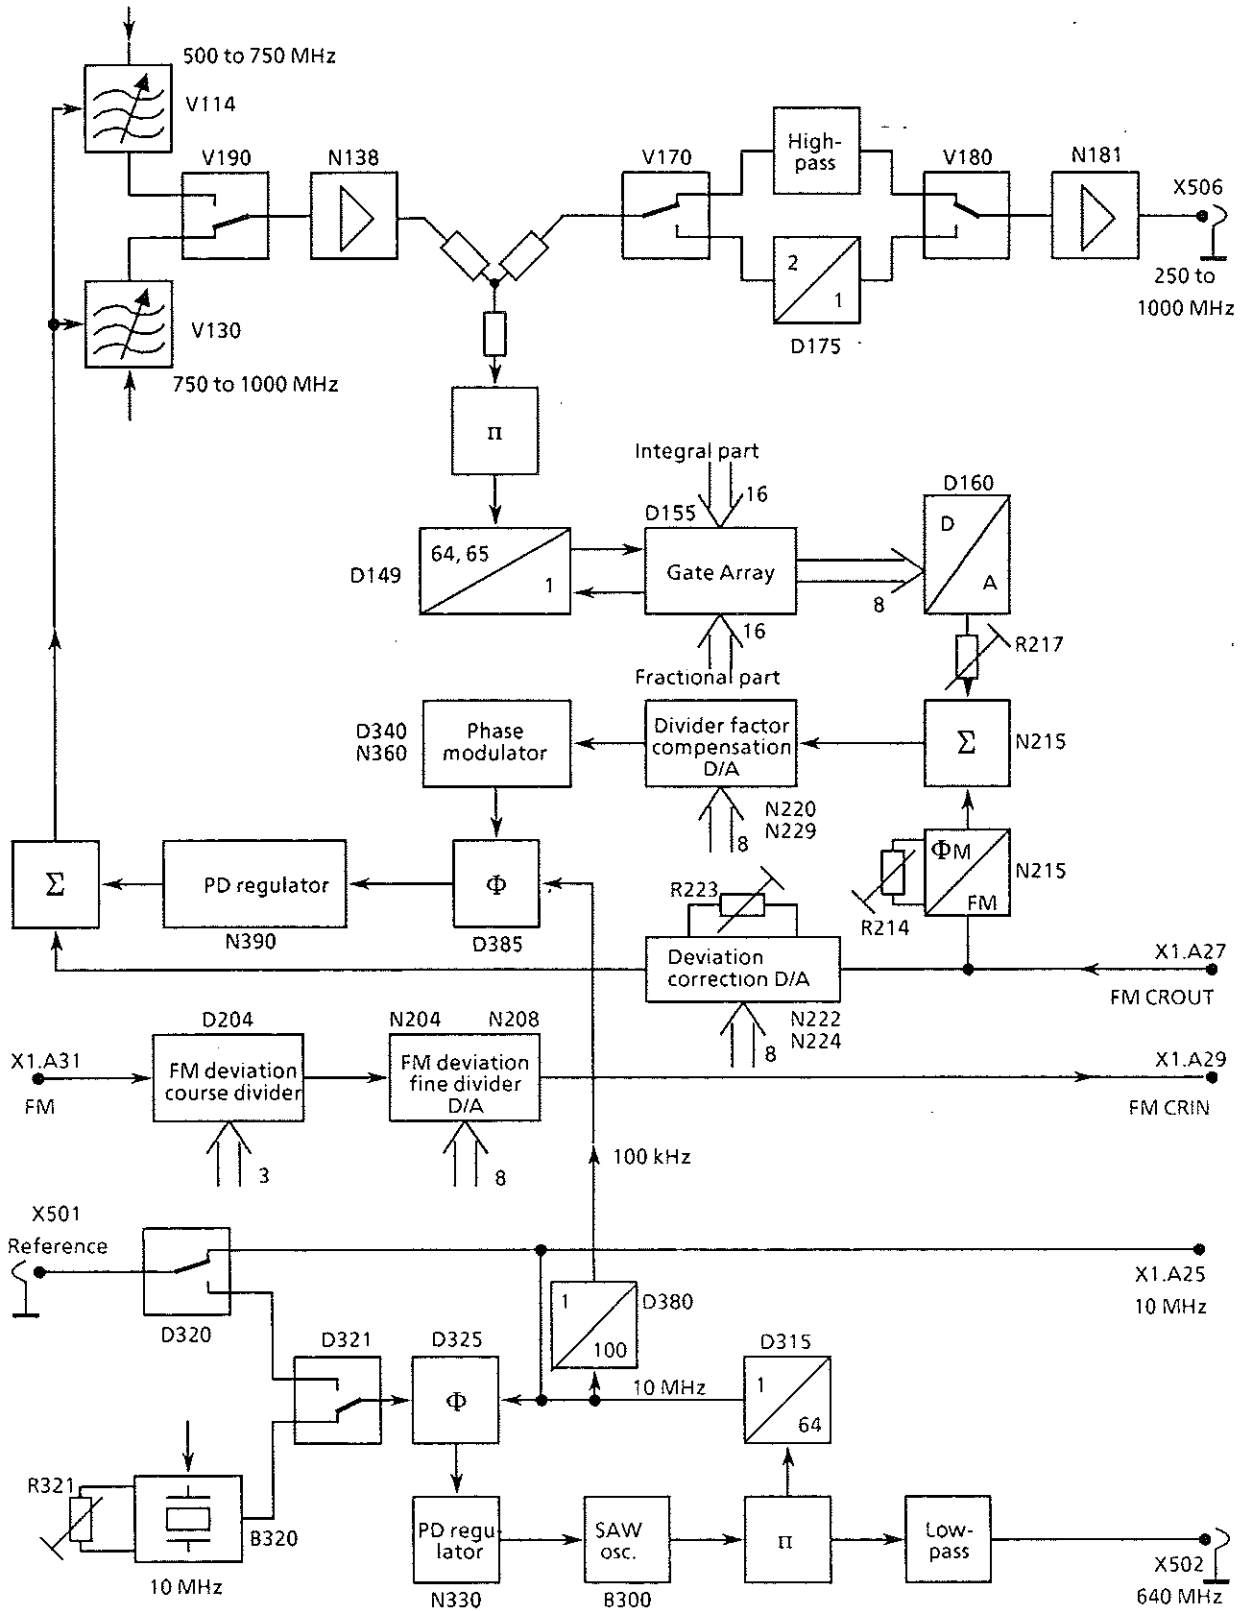 500 to 750 MHz
V114
V190
N138
V170
High-
pass
V180
N181
X506
2
1
250 to
1000 MHz
D175
V130
750 to 1000 MHz
π
Integral part
16
D160
D155
D
A
64, 65
1
D149
Gate Array
8
16
Fractional part
R217
D340
N360
Phase
modulator
Divider factor
compensation
D/A
Σ
N215
N220
N229
8
ΦM
FM
N215
R214
Σ
PD regulator
N390
Φ
D385
R223
Deviation
correction D/A
X1.A27
FM CROUT
N222
N224
8
D204
N204
N208
X1.A31
FM
FM deviation
course divider
FM deviation
fine divider
D/A
X1.A29
FM CRIN
3
8
100 kHz
X501
Reference
D320
X1.A25
10 MHz
1
100
D380
D321
D325
Φ
10 MHz
D315
1
64
R321
B320
10 MHz
PD regu-
lator
N330
SAW
osc.
B300
π
Low-
pass
X502
640 MHz